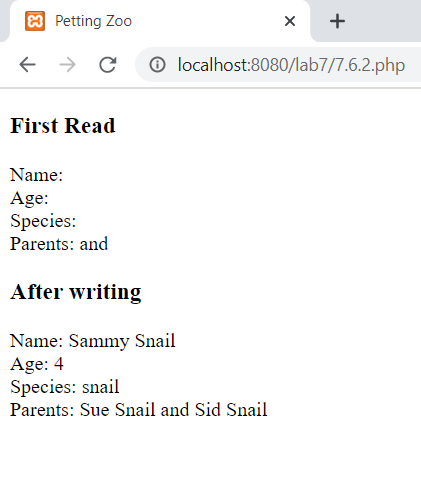 Petting Zoo
localhost:8080/lab7/7.6.2.php
First Read
Name:
Age:
Species:
Parents: and
After writing
Name: Sammy Snail
Age: 4
Species: snail
Parents: Sue Snail and Sid Snail